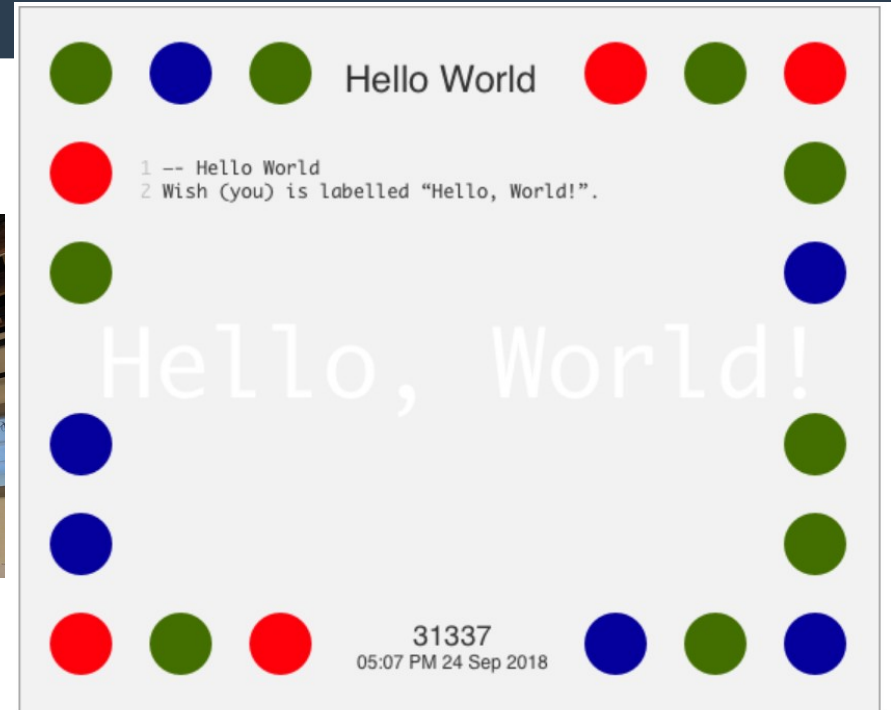 Hello World
1 -- Hello World
2 Wish (you) is labelled “Hello, World!”.
Hello, World!
31337
05:07 PM 24 Sep 2018